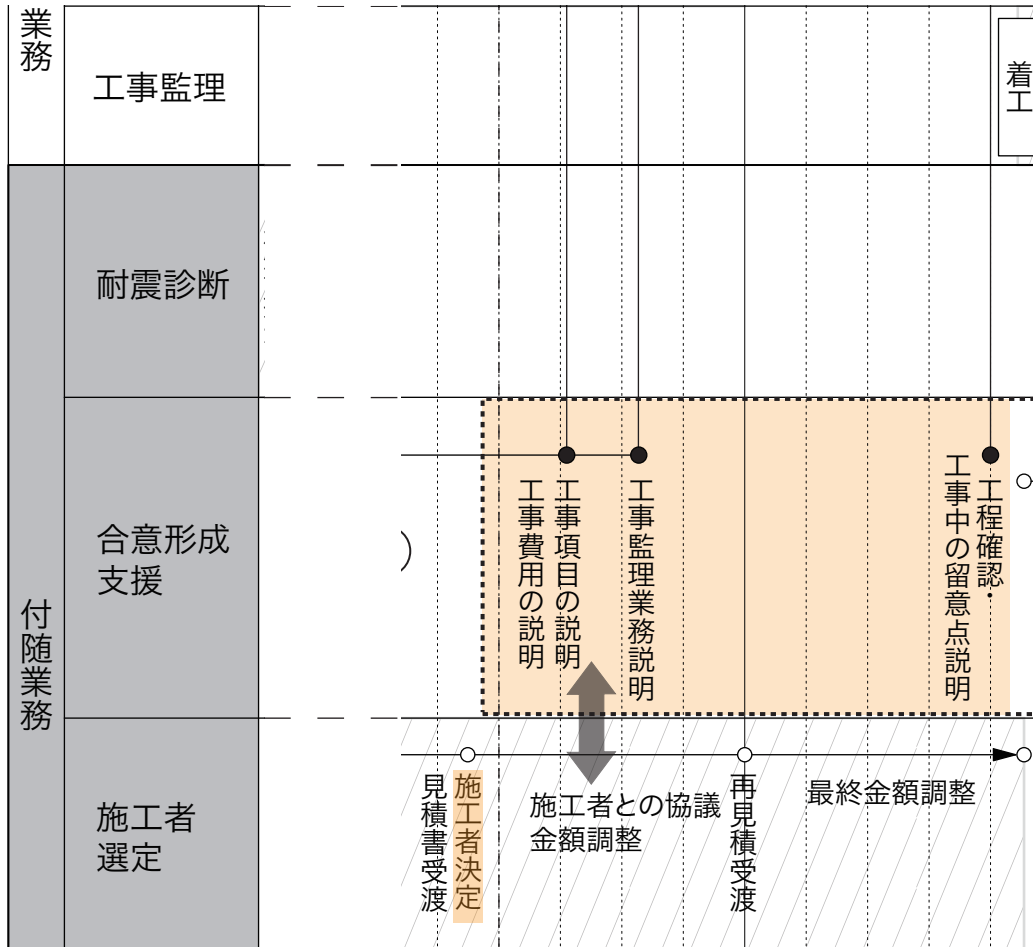 業務
工事監理
着工
付随業務
耐震診断
合意形成
支援
工事項目の説明
工事費用の説明
工事監理業務説明
工程確認・
工事中の留意点説明
施工者
選定
施工者決定
見積書受渡
施工者との協議
金額調整
再見積受渡
最終金額調整